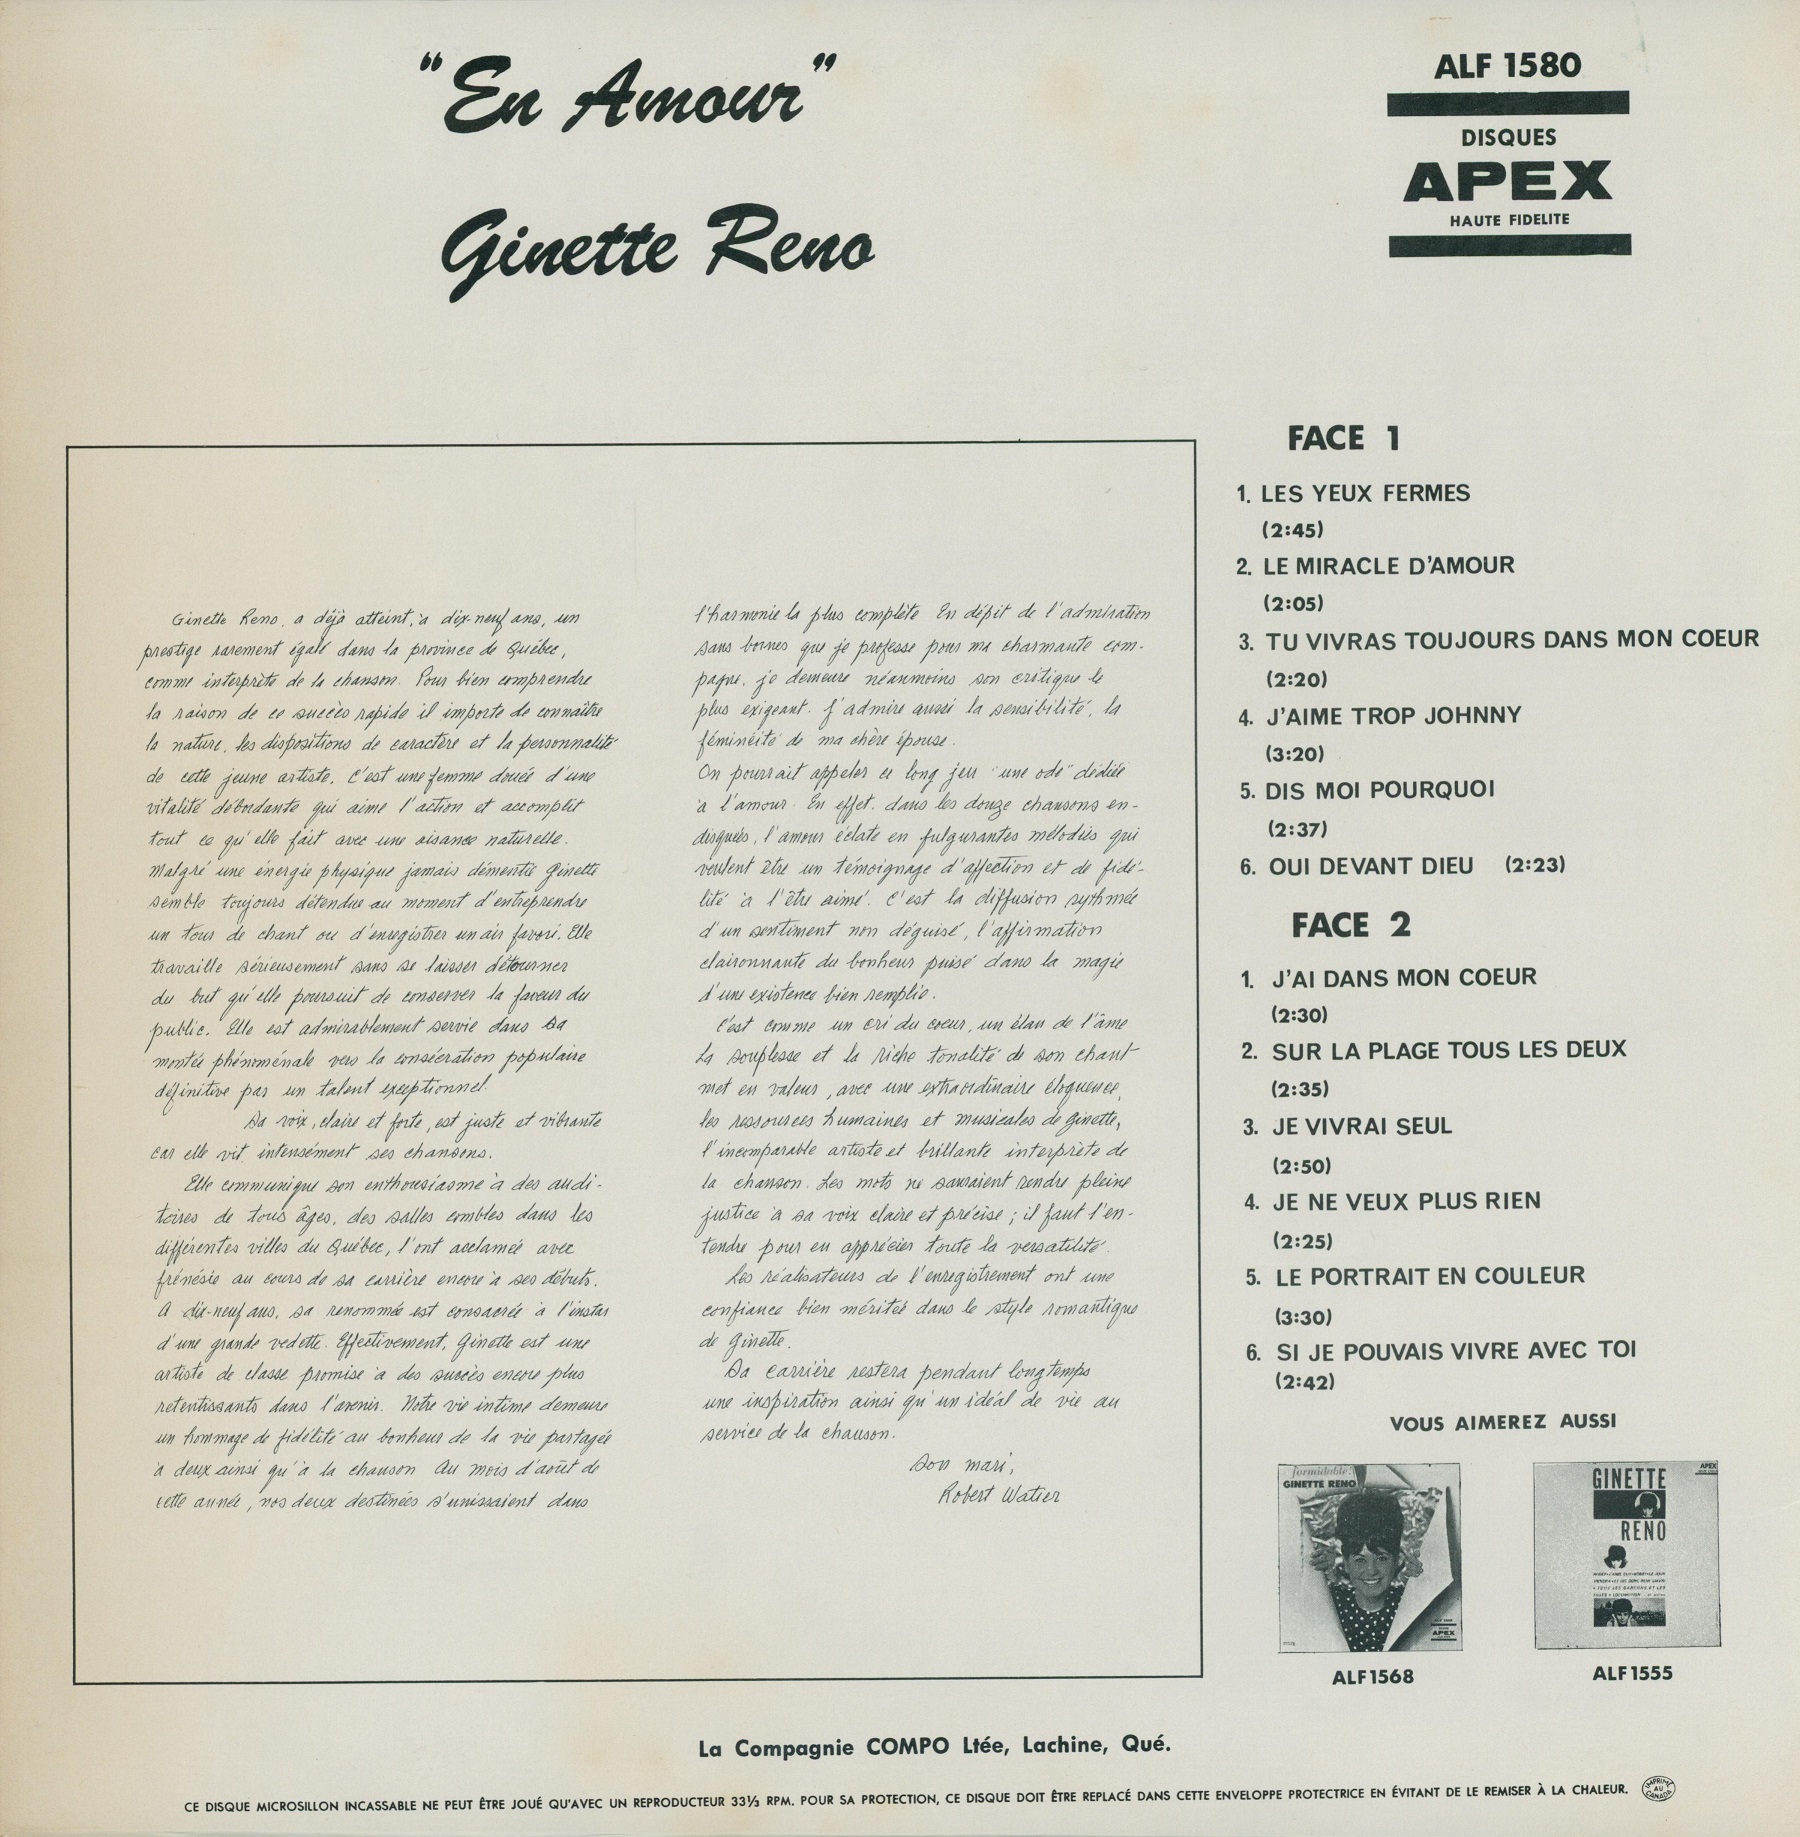 "En Amour"
Ginette Reno
ALF 1580
DISQUES
APEX
HAUTE FIDELITE
Ginette Reno, a déjà atteint, à dix-neuf ans, un
prestige rarement égalé dans la province de Québec,
comme interprète de la chanson. Pour bien comprendre
la raison de ce succès rapide il importe de connaître
la nature, les dispositions de caractère et la personnalité
de cette jeune artiste. C'est une femme douée d'une
vitalité débordante qui aime l'action et accomplit
tout ce qu'elle fait avec une aisance naturelle.
Malgré une énergie physique jamais démentie Ginette
semble toujours détendue au moment d'entreprendre
un tour de chant ou d'enregistrer un air favori. Elle
travaille sérieusement sans se laisser détourner
du but qu'elle poursuit de conserver la faveur du
public. Elle est admirablement servie dans sa
montée phénoménale vers la consécration populaire
définitive par un talent exceptionnel.
Sa voix, claire et forte, est juste et vibrante
car elle vit intensément ses chansons.
Elle communique son enthousiasme à des audi-
toires de tous âges, des salles combles dans les
différentes villes du Québec, l'ont acclamée avec
frénésie au cours de sa carrière encore à ses débuts.
A dix-neuf ans, sa renommée est consacrée à l'instar
d'une grande vedette. Effectivement, Ginette est une
artiste de classe promise à des succès encore plus
retentissants dans l'avenir. Notre vie intime demeure
un hommage de fidélité au bonheur de la vie partagée
à deux ainsi qu'à la chanson. Au mois d'août de
cette année, nos deux destinées s'unissaient dans
l'harmonie la plus complète. En dépit de l'admiration
sans bornes que je professe pour ma charmante com-
pagne, je demeure néanmoins son critique le
plus exigeant. J'admire aussi la sensibilité, la
féminéité de ma chère épouse.
On pourrait appeler ce long jeu "une ode" dédiée
à l'amour. En effet, dans les douze chansons en-
disquées, l'amour éclate en fulgurantes mélodies qui
veulent être un témoignage d'affection et de fidé-
lité à l'être aimé. C'est la diffusion rythmée
d'un sentiment non déguisé, l'affirmation
claironnante du bonheur puisé dans la magie
d'une existence bien remplie.
C'est comme un cri du coeur, un élan de l'âme
La souplesse et la riche tonalité de son chant
met en valeur, avec une extraordinaire éloquence,
les ressources humaines et musicales de Ginette,
l'incomparable artiste et brillante interprète de
la chanson. Les mots ne sauraient rendre pleine
justice à sa voix claire et précise; il faut l'en-
tendre pour en apprécier toute la versatilité.
Les réalisateurs de l'enregistrement ont une
confiance bien méritée dans le style romantique
de Ginette.
Sa carrière restera pendant longtemps
une inspiration ainsi qu'un idéal de vie au
service de la chanson.
Son mari,
Robert Watier
FACE 1
1. LES YEUX FERMES
(2:45)
2. LE MIRACLE D'AMOUR
(2:05)
3. TU VIVRAS TOUJOURS DANS MON COEUR
(2:20)
4. J'AIME TROP JOHNNY
(3:20)
5. DIS MOI POURQUOI
(2:37)
6. OUI DEVANT DIEU (2:23)
FACE 2
1. J'AI DANS MON COEUR
(2:30)
2. SUR LA PLAGE TOUS LES DEUX
(2:35)
3. JE VIVRAI SEUL
(2:50)
4. JE NE VEUX PLUS RIEN
(2:25)
5. LE PORTRAIT EN COULEUR
(3:30)
6. SI JE POUVAIS VIVRE AVEC TOI
(2:42)
VOUS AIMEREZ AUSSI
formidable!
GINETTE RENO
APEX
ALF1568
APEX
GINETTE
RENO
ALF1555
La Compagnie COMPO Ltée, Lachine, Qué.
CE DISQUE MICROSILLON INCASSABLE NE PEUT ÊTRE JOUÉ QU'AVEC UN REPRODUCTEUR 33⅓ RPM. POUR SA PROTECTION, CE DISQUE DOIT ÊTRE REPLACÉ DANS CETTE ENVELOPPE PROTECTRICE EN ÉVITANT DE LE REMISER À LA CHALEUR.
IMPRIMÉ
AU
CANADA